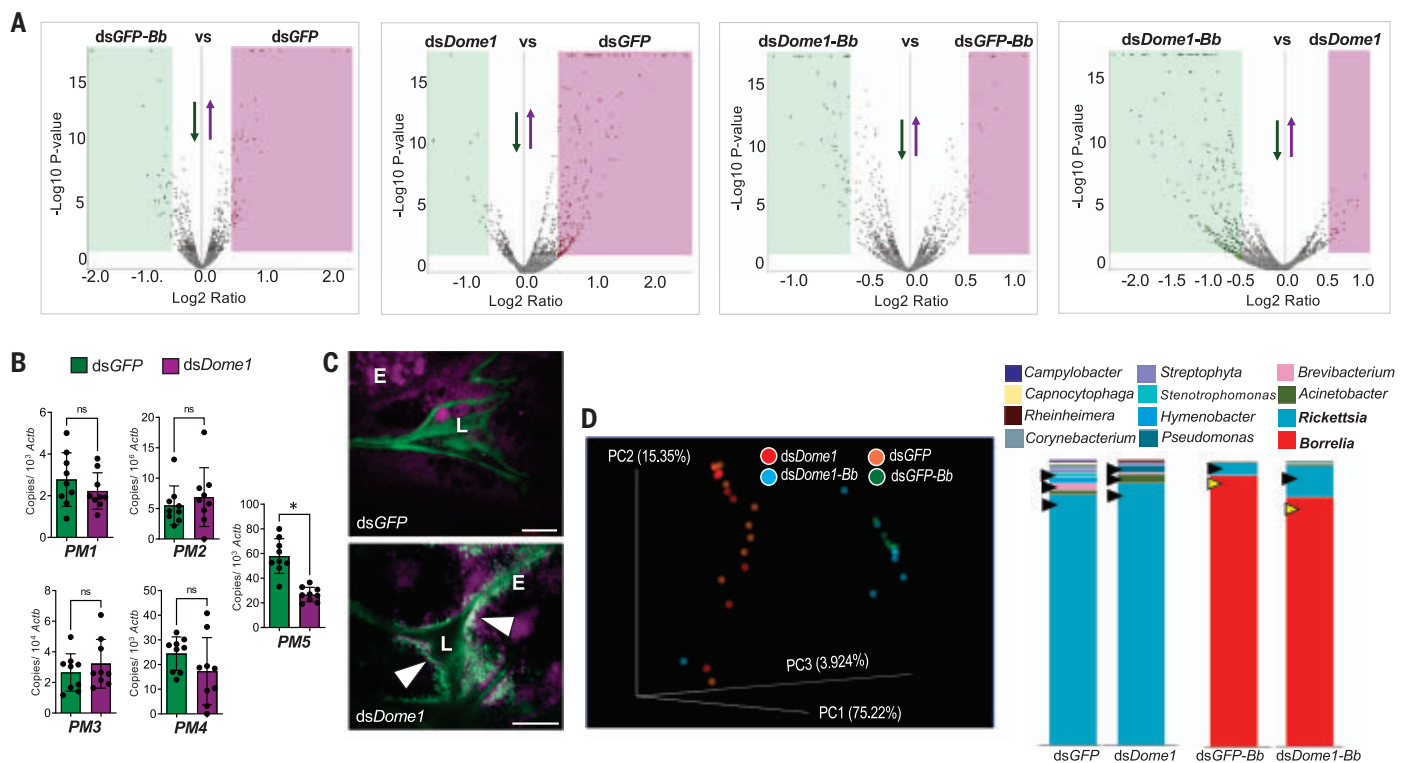 A
dsGFP-Bb vs dsGFP
-Log10 P-value
15
10
5
0
-2.0 -1.0 0.0 1.0 2.0
Log2 Ratio
dsDome1 vs dsGFP
-Log10 P-value
15
10
5
0
-1.0 0.0 1.0 2.0
Log2 Ratio
dsDome1-Bb vs dsGFP-Bb
-Log10 P-value
15
10
5
0
-1.0 -0.5 0.0 0.5 1.0
Log2 Ratio
dsDome1-Bb vs dsDome1
-Log10 P-value
15
10
5
0
-2.0 -1.0 -0.5 0.0 0.5 1.0
Log2 Ratio
B
dsGFP dsDome1
Copies/ 10³ Actb
6
4
2
0
ns
PM1
Copies/ 10⁶ Actb
20
15
10
5
0
ns
PM2
Copies/ 10⁴ Actb
8
6
4
2
0
ns
PM3
Copies/ 10³ Actb
50
40
30
20
10
0
ns
PM4
Copies/ 10³ Actb
100
80
60
40
20
0
*
PM5
C
E
L
dsGFP
E
L
dsDome1
D
PC2 (15.35%)
dsDome1 dsGFP
dsDome1-Bb dsGFP-Bb
PC3 (3.924%)
PC1 (75.22%)
Campylobacter Streptophyta Brevibacterium
Capnocytophaga Stenotrophomonas Acinetobacter
Rheinheimera Hymenobacter Rickettsia
Corynebacterium Pseudomonas Borrelia
dsGFP dsDome1 dsGFP-Bb dsDome1-Bb